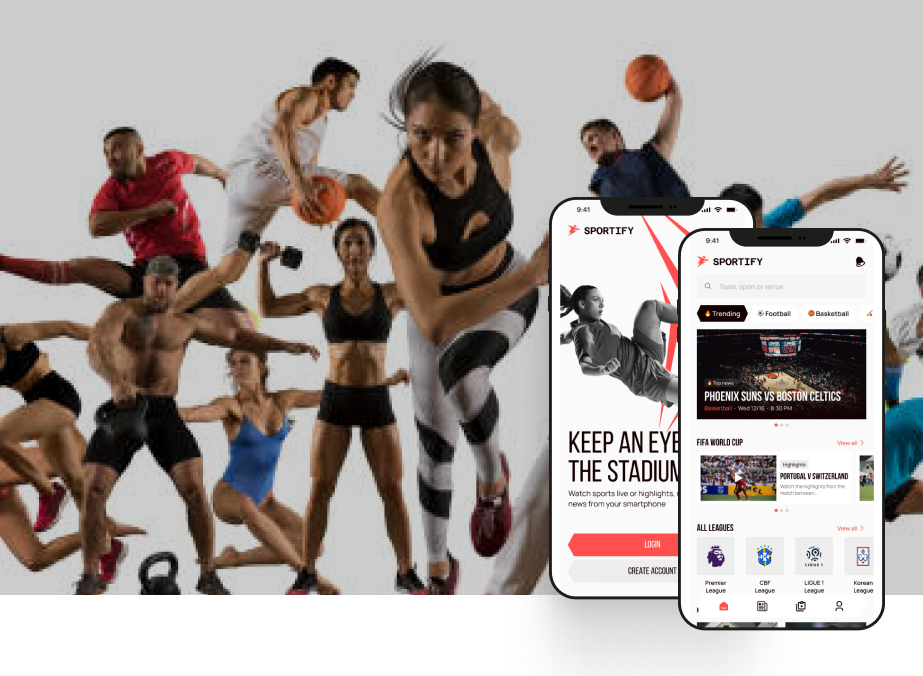 9:41
SPORTIFY
KEEP AN EYE
THE STADIUM
Watch sports live or highlights,
news from your smartphone
LOGIN
CREATE ACCOUNT
9:41
SPORTIFY
Team, sport or venue
Trending
Football
Basketball
Top news
PHOENIX SUNS VS BOSTON CELTICS
Basketball - Wed 12/16 - 8:30 PM
FIFA WORLD CUP
View all
Highlights
PORTUGAL V SWITZERLAND
Watch the highlights from the
match between...
ALL LEAGUES
View all
LIGUE 1
Premier
League
CBF
League
LIGUE 1
League
Korean
League